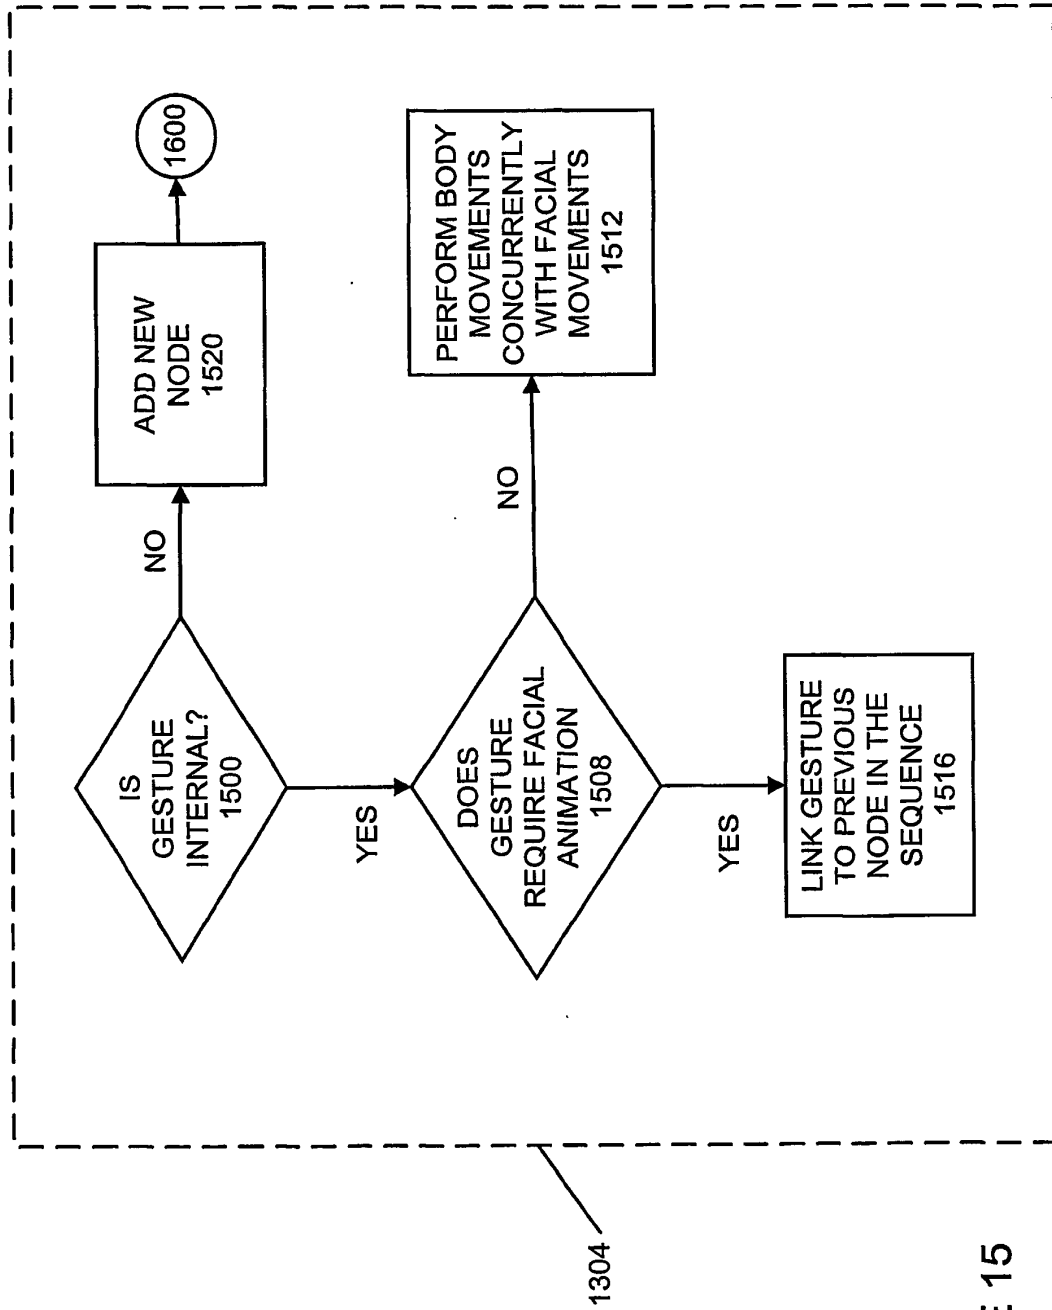 IS
GESTURE
INTERNAL?
1500
NO
ADD NEW
NODE
1520
1600
YES
DOES
GESTURE
REQUIRE FACIAL
ANIMATION
1508
NO
PERFORM BODY
MOVEMENTS
CONCURRENTLY
WITH FACIAL
MOVEMENTS
1512
YES
LINK GESTURE
TO PREVIOUS
NODE IN THE
SEQUENCE
1516
1304
15